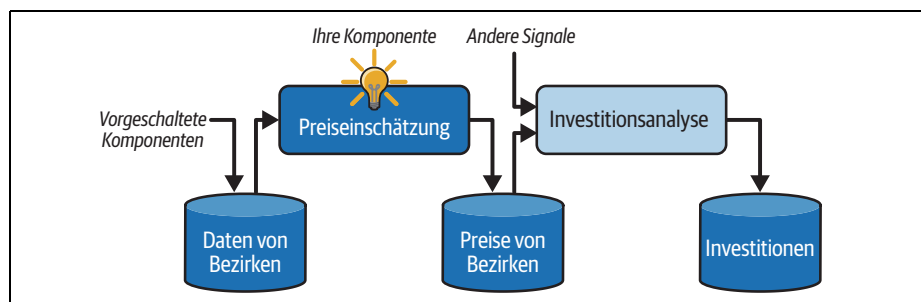 Ihre Komponente
Andere Signale
Vorgeschaltete
Komponenten
Preiseinschätzung
Investitionsanalyse
Daten von
Bezirken
Preise von
Bezirken
Investitionen